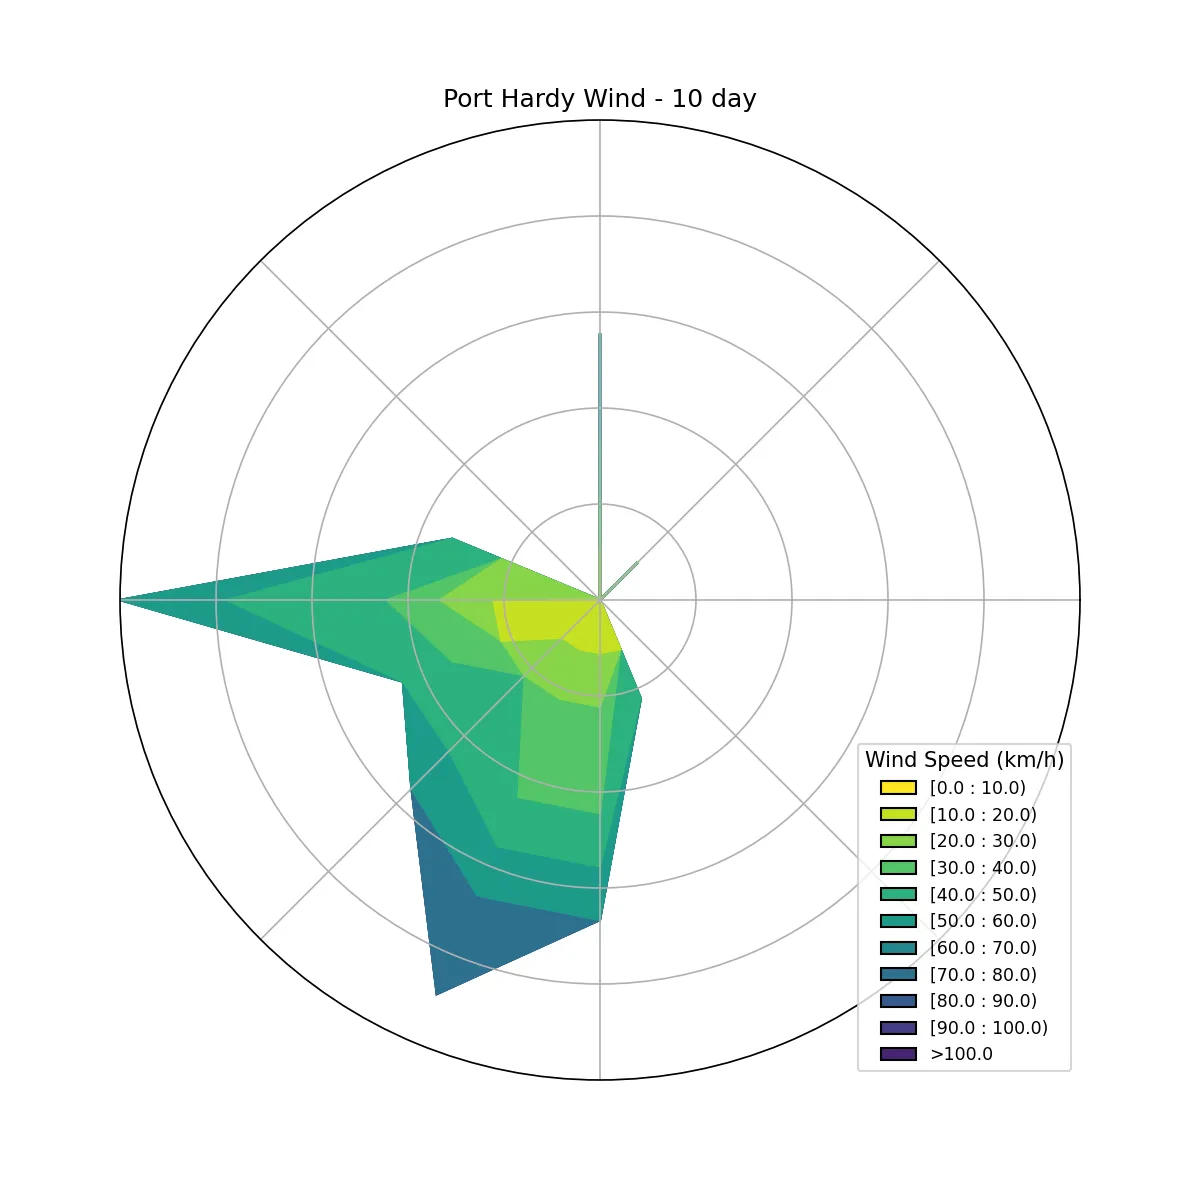 Port Hardy Wind - 10 day
Wind Speed (km/h)
[0.0 : 10.0)
[10.0 : 20.0)
[20.0 : 30.0)
[30.0 : 40.0)
[40.0 : 50.0)
[50.0 : 60.0)
[60.0 : 70.0)
[70.0 : 80.0)
[80.0 : 90.0)
[90.0 : 100.0)
>100.0